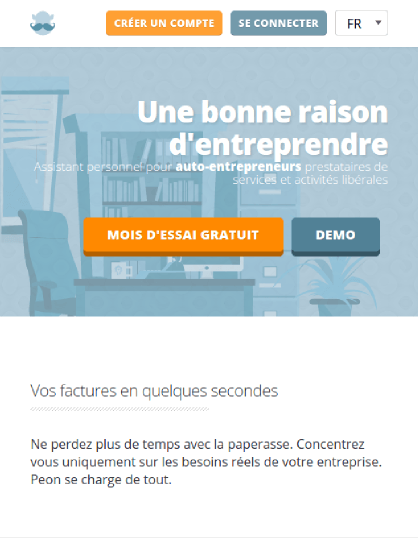 CRÉER UN COMPTE
SE CONNECTER
FR
Une bonne raison
d'entreprendre
Assistant personnel pour auto-entrepreneurs prestataires de
services et activités libérales
MOIS D'ESSAI GRATUIT
DEMO
Vos factures en quelques secondes
Ne perdez plus de temps avec la paperasse. Concentrez
vous uniquement sur les besoins réels de votre entreprise.
Peon se charge de tout.